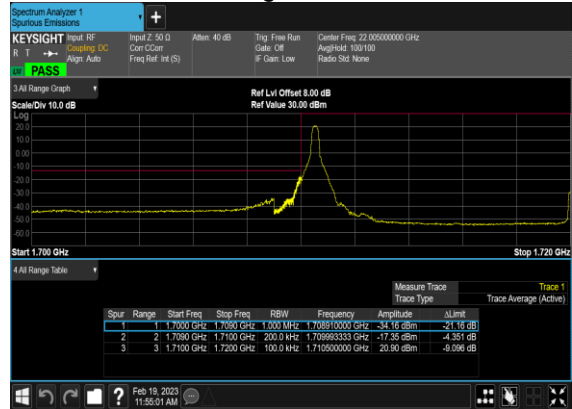 Spectrum Analyzer 1
Spurious Emissions
+
KEYSIGHT Input: RF Input Z: 50 Ω Atten: 40 dB Trig: Free Run Center Freq: 22.005000000 GHz
R T Coupling: DC Corr CCorr Gate: Off Avg|Hold: 100/100
Align: Auto Freq Ref: Int (S) IF Gain: Low Radio Std: None
PASS
3 All Range Graph
Ref Lvl Offset 8.00 dB
Scale/Div 10.0 dB Ref Value 30.00 dBm
Log
20.0
10.0
0.00
-10.0
-20.0
-30.0
-40.0
-50.0
-60.0
Start 1.700 GHz Stop 1.720 GHz
4 All Range Table
Measure Trace Trace 1
Trace Type Trace Average (Active)
Spur Range Start Freq Stop Freq RBW Frequency Amplitude ΔLimit
1 1 1.7000 GHz 1.7090 GHz 1.000 MHz 1.708910000 GHz -34.16 dBm -21.16 dB
2 2 1.7090 GHz 1.7100 GHz 200.0 kHz 1.709993333 GHz -17.35 dBm -4.351 dB
3 3 1.7100 GHz 1.7200 GHz 100.0 kHz 1.710500000 GHz 20.90 dBm -9.096 dB
? Feb 19, 2023
11:55:01 AM